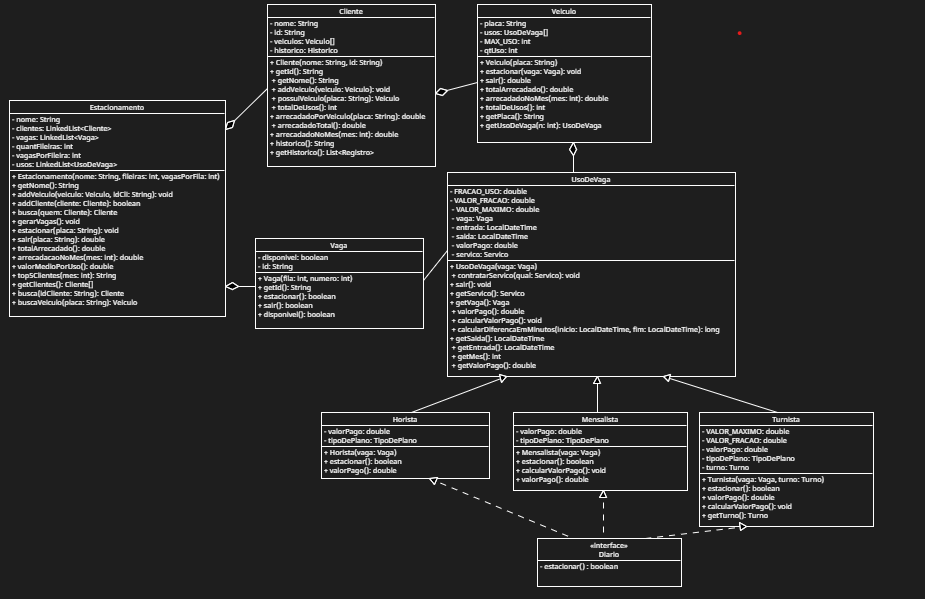 Cliente
- nome: String
- id: String
- veiculos: Veiculo[]
- historico: Historico
+ Cliente(nome: String, id: String)
+ getId(): String
+ getNome(): String
+ addVeiculo(veiculo: Veiculo): void
+ possuiVeiculo(placa: String): Veiculo
+ totalDeUsos(): int
+ arrecadadoPorVeiculo(placa: String): double
+ arrecadadoTotal(): double
+ arrecadadoNoMes(mes: int): double
+ historico(): String
+ getHistorico(): List<Registro>
Veiculo
- placa: String
- usos: UsoDeVaga[]
- MAX_USO: int
- qtUso: int
+ Veiculo(placa: String)
+ estacionar(vaga: Vaga): void
+ sair(): double
+ totalArrecadado(): double
+ arrecadadoNoMes(mes: int): double
+ totalDeUsos(): int
+ getPlaca(): String
+ getUsoDeVaga(n: int): UsoDeVaga
Estacionamento
- nome: String
- clientes: LinkedList<Cliente>
- vagas: LinkedList<Vaga>
- quantFileiras: int
- vagasPorFileira: int
- usos: LinkedList<UsoDeVaga>
+ Estacionamento(nome: String, fileiras: int, vagasPorFila: int)
+ getNome(): String
+ addVeiculo(veiculo: Veiculo, idCli: String): void
+ addCliente(cliente: Cliente): boolean
+ busca(quem: Cliente): Cliente
+ gerarVagas(): void
+ estacionar(placa: String): void
+ sair(placa: String): double
+ totalArrecadado(): double
+ arrecadacaoNoMes(mes: int): double
+ valorMedioPorUso(): double
+ top5Clientes(mes: int): String
+ getClientes(): Cliente[]
+ busca(idCliente: String): Cliente
+ buscaVeiculo(placa: String): Veiculo
Vaga
- disponivel: boolean
- id: String
+ Vaga(fila: int, numero: int)
+ getId(): String
+ estacionar(): boolean
+ sair(): boolean
+ disponivel(): boolean
UsoDeVaga
- FRACAO_USO: double
- VALOR_FRACAO: double
- VALOR_MAXIMO: double
- vaga: Vaga
- entrada: LocalDateTime
- saida: LocalDateTime
- valorPago: double
- servico: Servico
+ UsoDeVaga(vaga: Vaga)
+ contratarServico(qual: Servico): void
+ sair(): void
+ getServico(): Servico
+ getVaga(): Vaga
+ valorPago(): double
+ calcularValorPago(): void
+ calcularDiferencaEmMinutos(inicio: LocalDateTime, fim: LocalDateTime): long
+ getSaida(): LocalDateTime
+ getEntrada(): LocalDateTime
+ getMes(): int
+ getValorPago(): double
Horista
- valorPago: double
- tipoDePlano: TipoDePlano
+ Horista(vaga: Vaga)
+ estacionar(): boolean
+ valorPago(): double
Mensalista
- valorPago: double
- tipoDePlano: TipoDePlano
+ Mensalista(vaga: Vaga)
+ estacionar(): boolean
+ calcularValorPago(): void
+ valorPago(): double
Turnista
- VALOR_MAXIMO: double
- VALOR_FRACAO: double
- valorPago: double
- tipoDePlano: TipoDePlano
- turno: Turno
+ Turnista(vaga: Vaga, turno: Turno)
+ estacionar(): boolean
+ valorPago(): double
+ calcularValorPago(): void
+ getTurno(): Turno
«interface»
Diario
- estacionar() : boolean